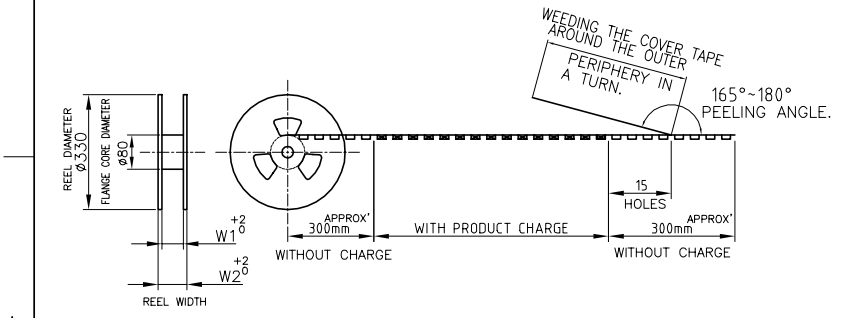 WEEDING THE COVER TAPE
AROUND THE OUTER
PERIPHERY IN
A TURN.
165°~180°
PEELING ANGLE.
REEL DIAMETER
ø330
FLANGE CORE DIAMETER
ø80
15
HOLES
APPROX'
300mm
WITHOUT CHARGE
WITH PRODUCT CHARGE
APPROX'
300mm
WITHOUT CHARGE
W1 +2 0
W2 +2 0
REEL WIDTH